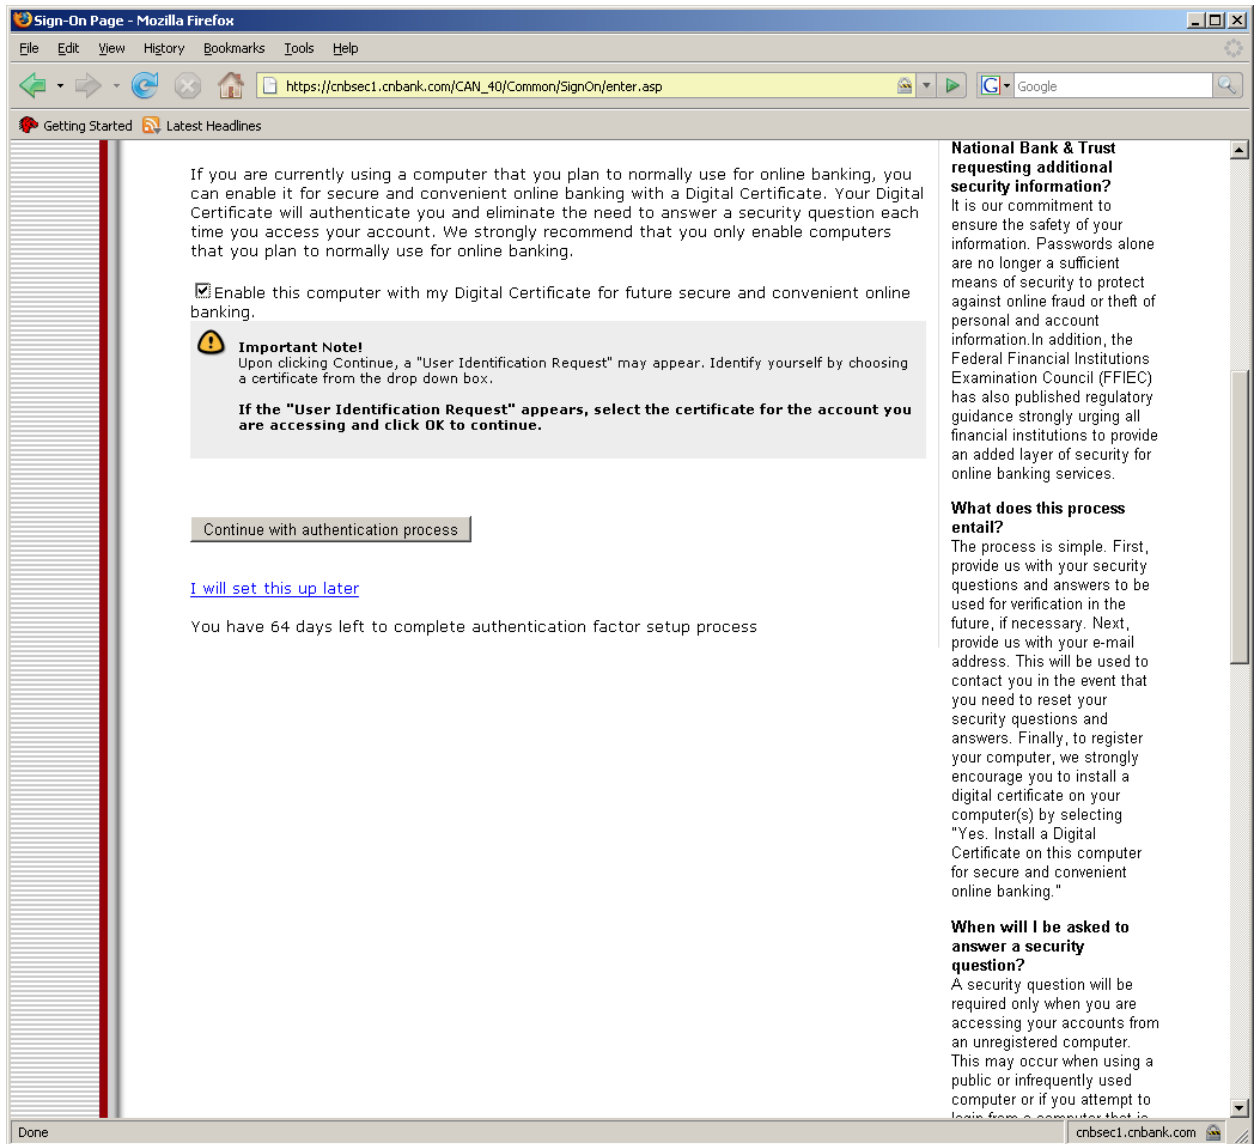 Sign-On Page - Mozilla Firefox
File Edit View History Bookmarks Tools Help
https://cnbsec1.cnbank.com/CAN_40/Common/SignOn/enter.asp
G Google
Getting Started Latest Headlines
If you are currently using a computer that you plan to normally use for online banking, you
can enable it for secure and convenient online banking with a Digital Certificate. Your Digital
Certificate will authenticate you and eliminate the need to answer a security question each
time you access your account. We strongly recommend that you only enable computers
that you plan to normally use for online banking.
Enable this computer with my Digital Certificate for future secure and convenient online
banking.
Important Note!
Upon clicking Continue, a "User Identification Request" may appear. Identify yourself by choosing
a certificate from the drop down box.
If the "User Identification Request" appears, select the certificate for the account you
are accessing and click OK to continue.
Continue with authentication process
I will set this up later
You have 64 days left to complete authentication factor setup process
National Bank & Trust
requesting additional
security information?
It is our commitment to
ensure the safety of your
information. Passwords alone
are no longer a sufficient
means of security to protect
against online fraud or theft of
personal and account
information.In addition, the
Federal Financial Institutions
Examination Council (FFIEC)
has also published regulatory
guidance strongly urging all
financial institutions to provide
an added layer of security for
online banking services.
What does this process
entail?
The process is simple. First,
provide us with your security
questions and answers to be
used for verification in the
future, if necessary. Next,
provide us with your e-mail
address. This will be used to
contact you in the event that
you need to reset your
security questions and
answers. Finally, to register
your computer, we strongly
encourage you to install a
digital certificate on your
computer(s) by selecting
"Yes. Install a Digital
Certificate on this computer
for secure and convenient
online banking."
When will I be asked to
answer a security
question?
A security question will be
required only when you are
accessing your accounts from
an unregistered computer.
This may occur when using a
public or infrequently used
computer or if you attempt to
login from a computer that is
Done
cnbsec1.cnbank.com